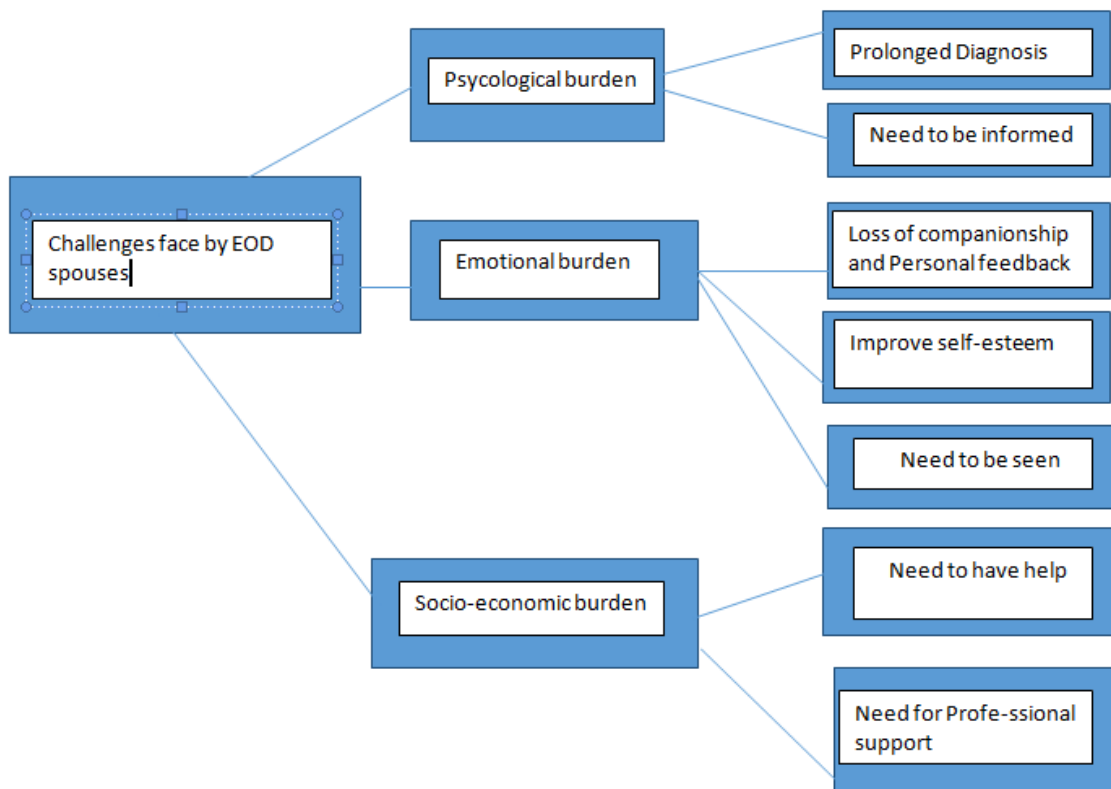 Psycological burden
Prolonged Diagnosis
Need to be informed
Challenges face by EOD
spouses
Emotional burden
Loss of companionship
and Personal feedback
Improve self-esteem
Need to be seen
Socio-economic burden
Need to have help
Need for Profe-ssional
support